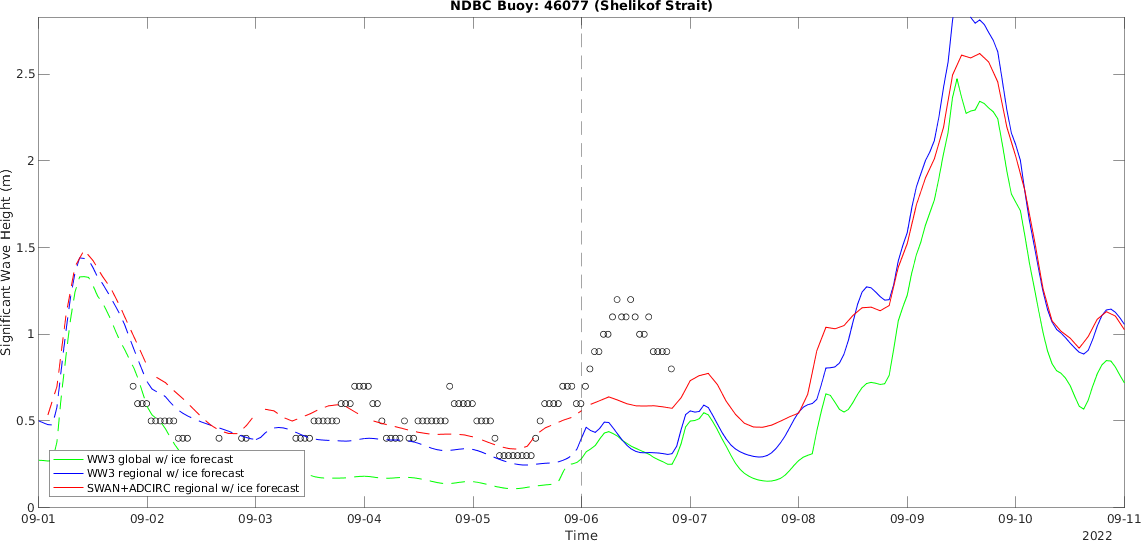 NDBC Buoy: 46077 (Shelikof Strait)
Significant Wave Height (m)
2.5
2
1.5
1
0.5
0
WW3 global w/ ice forecast
WW3 regional w/ ice forecast
SWAN+ADCIRC regional w/ ice forecast
09-01 09-02 09-03 09-04 09-05 09-06 09-07 09-08 09-09 09-10 09-11
Time
2022